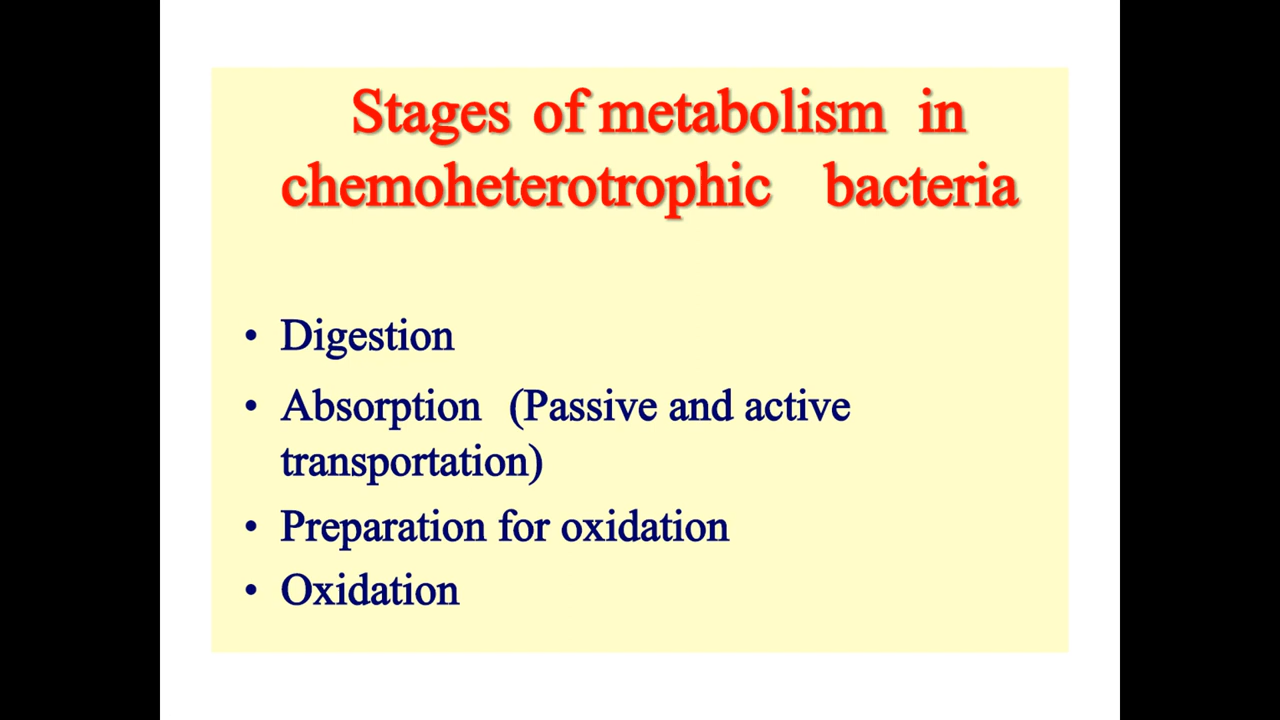 Stages of metabolism in
chemoheterotrophic bacteria
• Digestion
• Absorption (Passive and active
transportation)
• Preparation for oxidation
• Oxidation